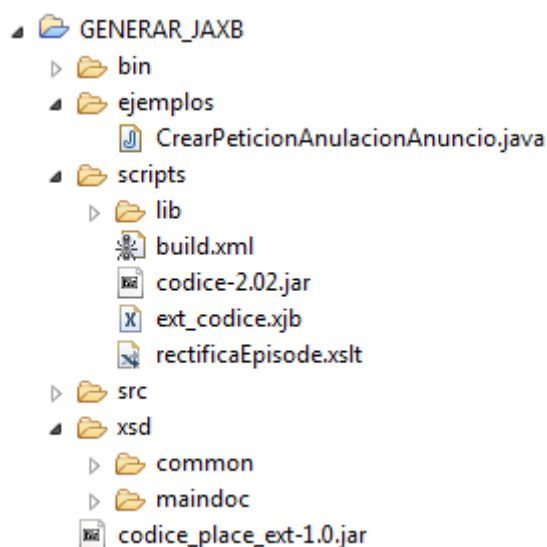 GENERAR_JAXB
bin
ejemplos
CrearPeticionAnulacionAnuncio.java
scripts
lib
build.xml
codice-2.02.jar
ext_codice.xjb
rectificaEpisode.xslt
src
xsd
common
maindoc
codice_place_ext-1.0.jar